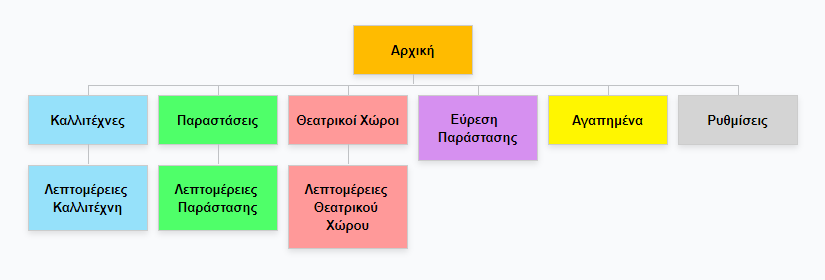 Αρχική
Καλλιτέχνες
Παραστάσεις
Θεατρικοί Χώροι
Εύρεση
Παράστασης
Αγαπημένα
Ρυθμίσεις
Λεπτομέρειες
Καλλιτέχνη
Λεπτομέρειες
Παράστασης
Λεπτομέρειες
Θεατρικού
Χώρου